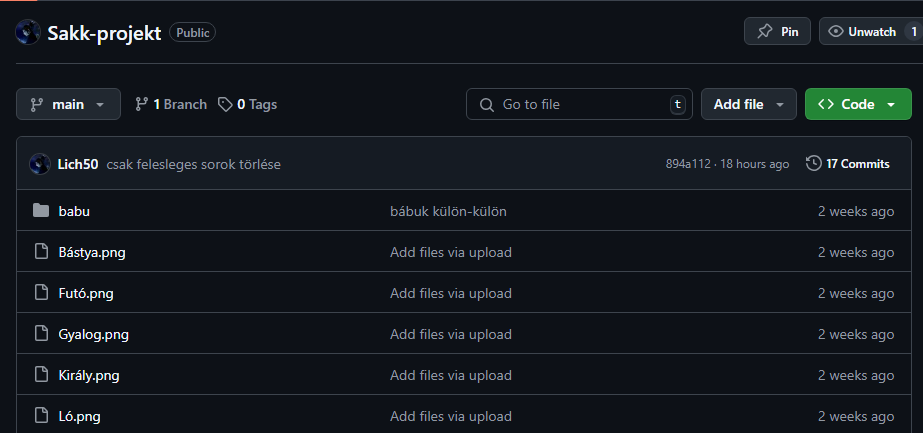 Sakk-projekt Public Pin Unwatch 1
main 1 Branch 0 Tags Go to file t Add file Code
Lich50 csak felesleges sorok törlése 894a112 · 18 hours ago 17 Commits
babu bábuk külön-külön 2 weeks ago
Bástya.png Add files via upload 2 weeks ago
Futó.png Add files via upload 2 weeks ago
Gyalog.png Add files via upload 2 weeks ago
Király.png Add files via upload 2 weeks ago
Ló.png Add files via upload 2 weeks ago